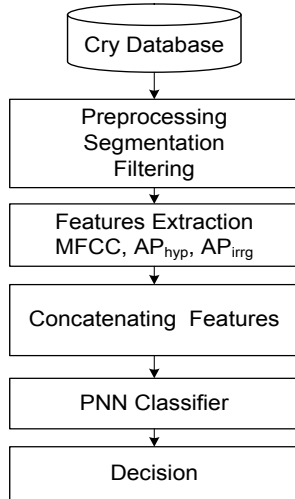 Cry Database
Preprocessing
Segmentation
Filtering
Features Extraction
MFCC, APhyp, APirrg
Concatenating Features
PNN Classifier
Decision